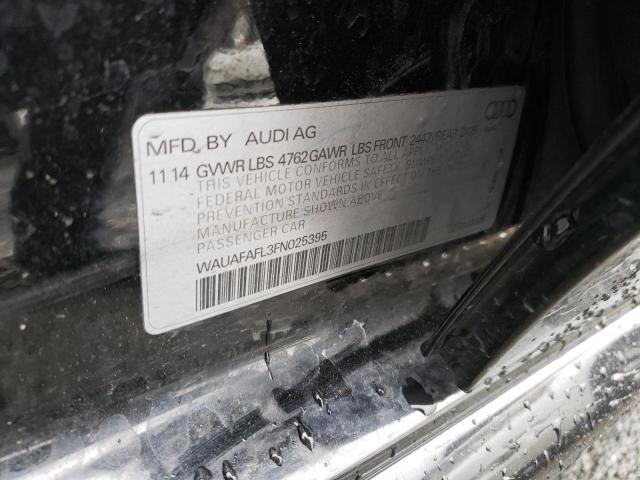 MFD. BY AUDI AG
11 14 GVWR LBS 4762 GAWR LBS FRONT 2447/REAR
THIS VEHICLE CONFORMS TO ALL
FEDERAL MOTOR VEHICLE SAFETY, BUMPER
PREVENTION STANDARDS IN EFFECT ON THE
MANUFACTURE SHOWN ABOVE
PASSENGER CAR
WAUAFAFL3FN025395